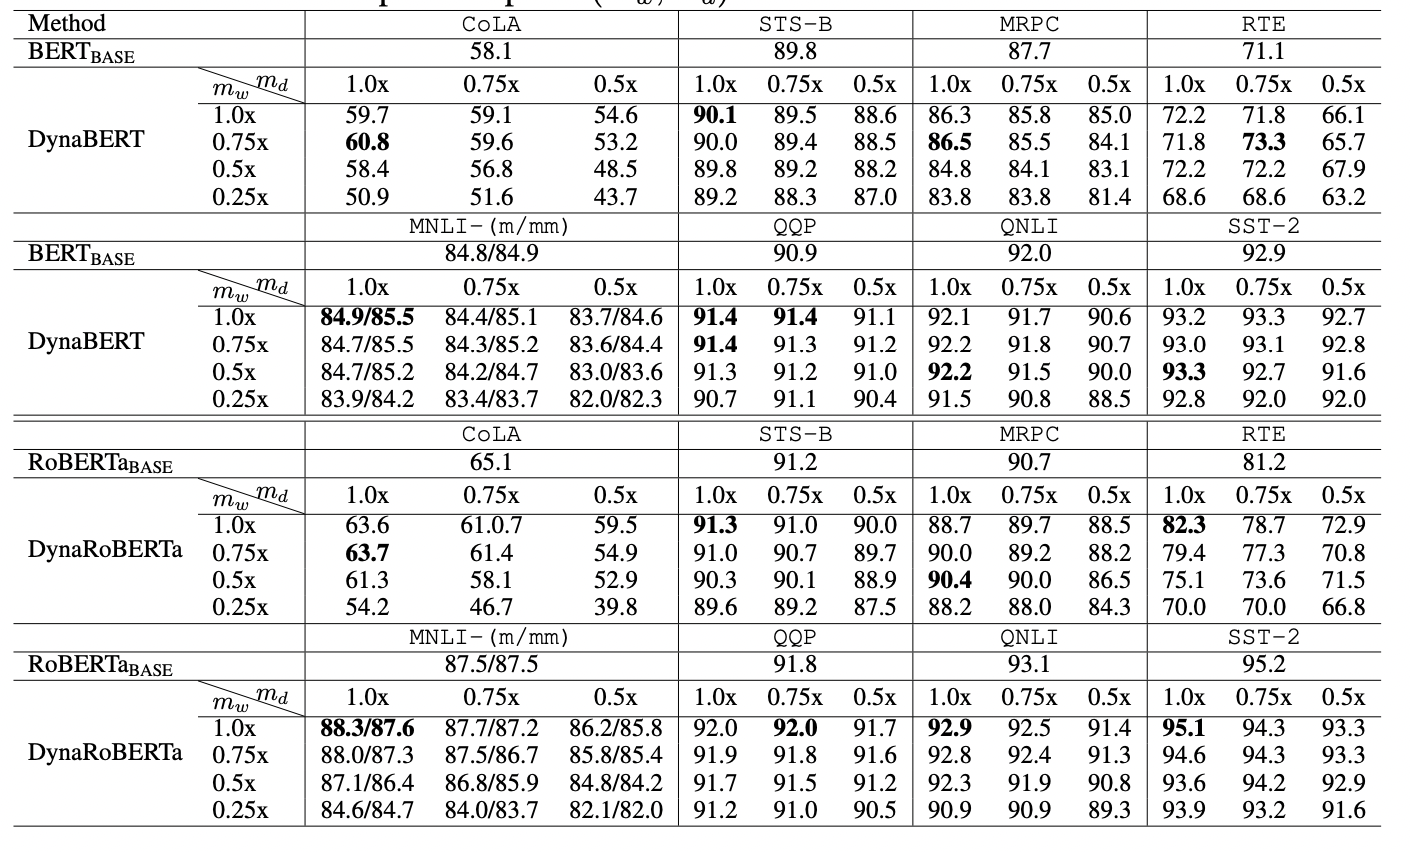 Method CoLA STS-B MRPC RTE
BERTBASE 58.1 89.8 87.7 71.1
mw md 1.0x 0.75x 0.5x 1.0x 0.75x 0.5x 1.0x 0.75x 0.5x 1.0x 0.75x 0.5x
1.0x 59.7 59.1 54.6 90.1 89.5 88.6 86.3 85.8 85.0 72.2 71.8 66.1
DynaBERT 0.75x 60.8 59.6 53.2 90.0 89.4 88.5 86.5 85.5 84.1 71.8 73.3 65.7
0.5x 58.4 56.8 48.5 89.8 89.2 88.2 84.8 84.1 83.1 72.2 72.2 67.9
0.25x 50.9 51.6 43.7 89.2 88.3 87.0 83.8 83.8 81.4 68.6 68.6 63.2
MNLI-(m/mm) QQP QNLI SST-2
BERTBASE 84.8/84.9 90.9 92.0 92.9
mw md 1.0x 0.75x 0.5x 1.0x 0.75x 0.5x 1.0x 0.75x 0.5x 1.0x 0.75x 0.5x
1.0x 84.9/85.5 84.4/85.1 83.7/84.6 91.4 91.4 91.1 92.1 91.7 90.6 93.2 93.3 92.7
DynaBERT 0.75x 84.7/85.5 84.3/85.2 83.6/84.4 91.4 91.3 91.2 92.2 91.8 90.7 93.0 93.1 92.8
0.5x 84.7/85.2 84.2/84.7 83.0/83.6 91.3 91.2 91.0 92.2 91.5 90.0 93.3 92.7 91.6
0.25x 83.9/84.2 83.4/83.7 82.0/82.3 90.7 91.1 90.4 91.5 90.8 88.5 92.8 92.0 92.0
CoLA STS-B MRPC RTE
RoBERTaBASE 65.1 91.2 90.7 81.2
mw md 1.0x 0.75x 0.5x 1.0x 0.75x 0.5x 1.0x 0.75x 0.5x 1.0x 0.75x 0.5x
1.0x 63.6 61.0.7 59.5 91.3 91.0 90.0 88.7 89.7 88.5 82.3 78.7 72.9
DynaRoBERTa 0.75x 63.7 61.4 54.9 91.0 90.7 89.7 90.0 89.2 88.2 79.4 77.3 70.8
0.5x 61.3 58.1 52.9 90.3 90.1 88.9 90.4 90.0 86.5 75.1 73.6 71.5
0.25x 54.2 46.7 39.8 89.6 89.2 87.5 88.2 88.0 84.3 70.0 70.0 66.8
MNLI-(m/mm) QQP QNLI SST-2
RoBERTaBASE 87.5/87.5 91.8 93.1 95.2
mw md 1.0x 0.75x 0.5x 1.0x 0.75x 0.5x 1.0x 0.75x 0.5x 1.0x 0.75x 0.5x
1.0x 88.3/87.6 87.7/87.2 86.2/85.8 92.0 92.0 91.7 92.9 92.5 91.4 95.1 94.3 93.3
DynaRoBERTa 0.75x 88.0/87.3 87.5/86.7 85.8/85.4 91.9 91.8 91.6 92.8 92.4 91.3 94.6 94.3 93.3
0.5x 87.1/86.4 86.8/85.9 84.8/84.2 91.7 91.5 91.2 92.3 91.9 90.8 93.6 94.2 92.9
0.25x 84.6/84.7 84.0/83.7 82.1/82.0 91.2 91.0 90.5 90.9 90.9 89.3 93.9 93.2 91.6